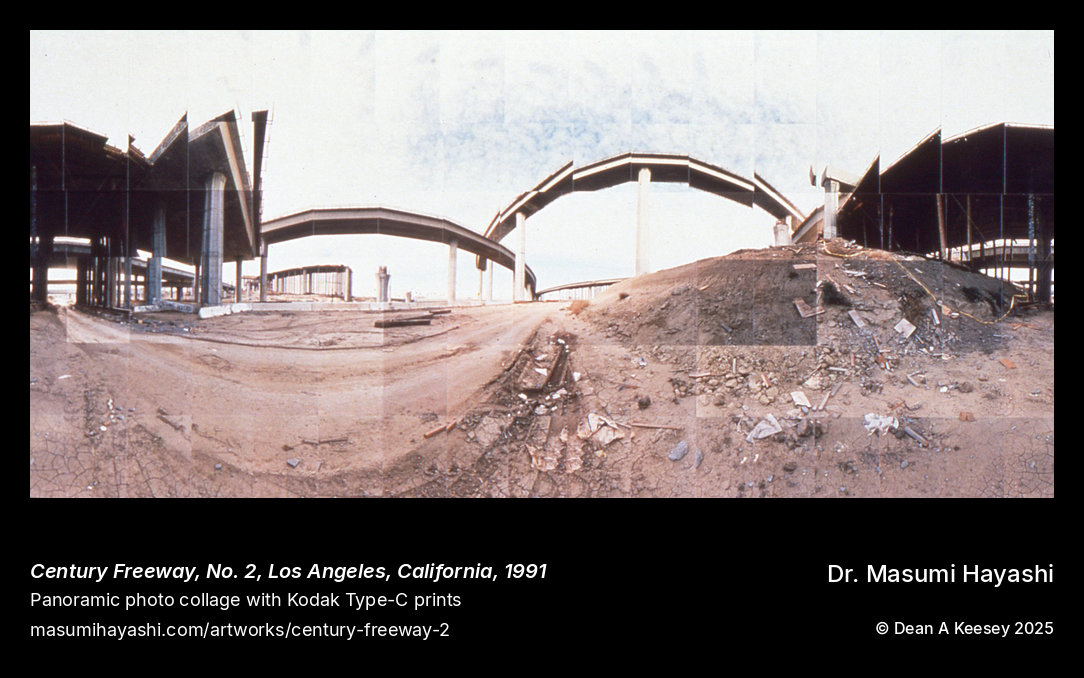 Century Freeway, No. 2, Los Angeles, California, 1991
Panoramic photo collage with Kodak Type-C prints
masumihayashi.com/artworks/century-freeway-2
Dr. Masumi Hayashi
© Dean A Keesey 2025